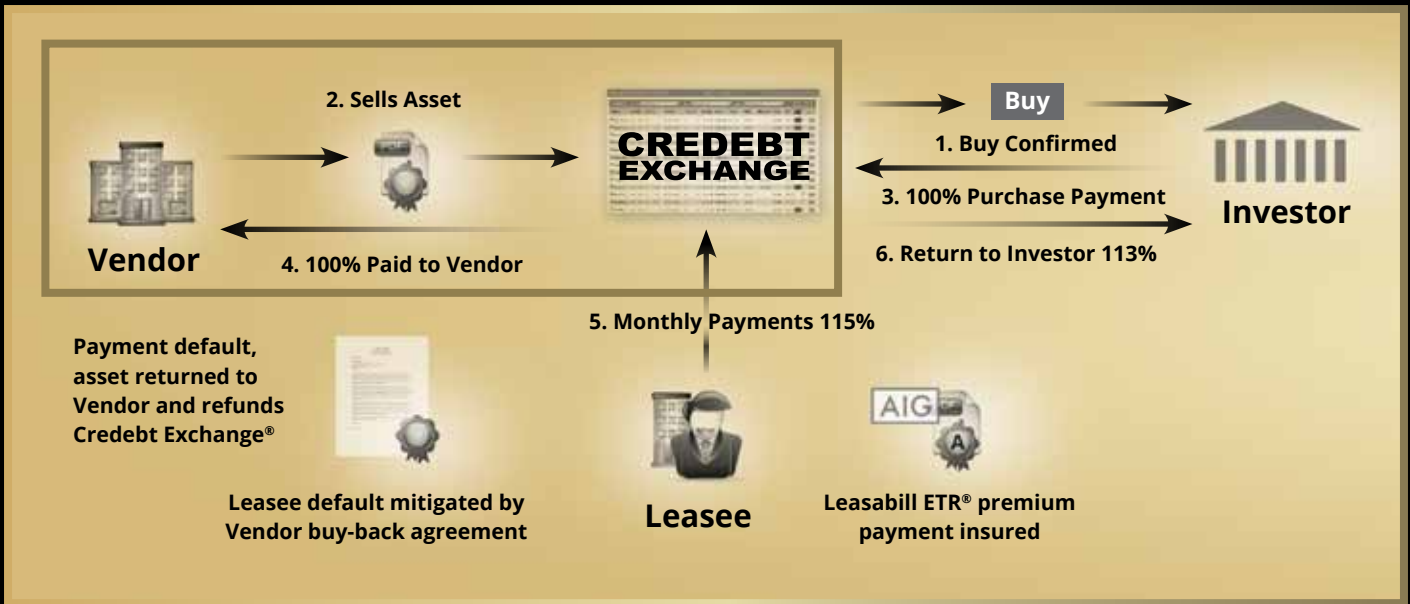 2. Sells Asset
CREDEBT
EXCHANGE
Buy
1. Buy Confirmed
3. 100% Purchase Payment
Investor
Vendor
4. 100% Paid to Vendor
6. Return to Investor 113%
5. Monthly Payments 115%
Payment default,
asset returned to
Vendor and refunds
Credebt Exchange®
Leasee default mitigated by
Vendor buy-back agreement
Leasee
AIG
A
Leasabill ETR® premium
payment insured